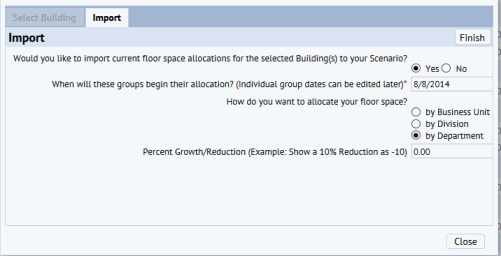 Select Building Import
Import Finish
Would you like to import current floor space allocations for the selected Building(s) to your Scenario?
Yes No
When will these groups begin their allocation? (Individual group dates can be edited later)* 8/8/2014
How do you want to allocate your floor space?
by Business Unit
by Division
by Department
Percent Growth/Reduction (Example: Show a 10% Reduction as -10) 0.00
Close